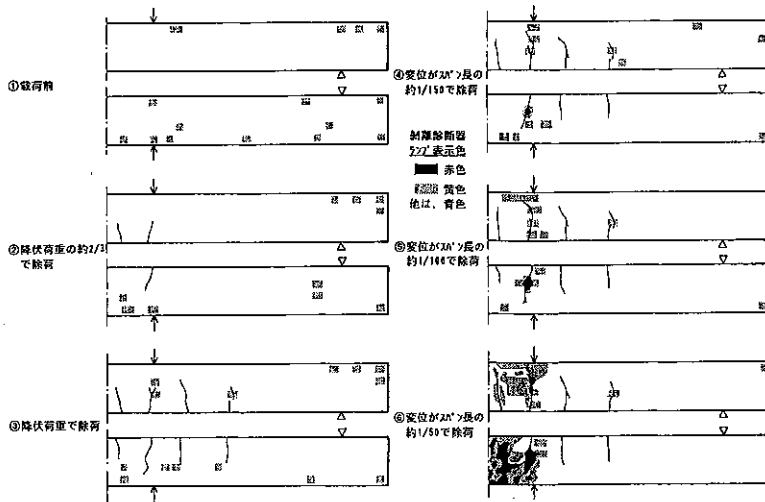 ①載荷前
②降伏荷重の約2/3
で除荷
③降伏荷重で除荷
④変位がスパン長の
約1/150で除荷
剥離診断器
ランプ表示色
赤色
黄色
他は、青色
⑤変位がスパン長の
約1/100で除荷
⑥変位がスパン長の
約1/50で除荷